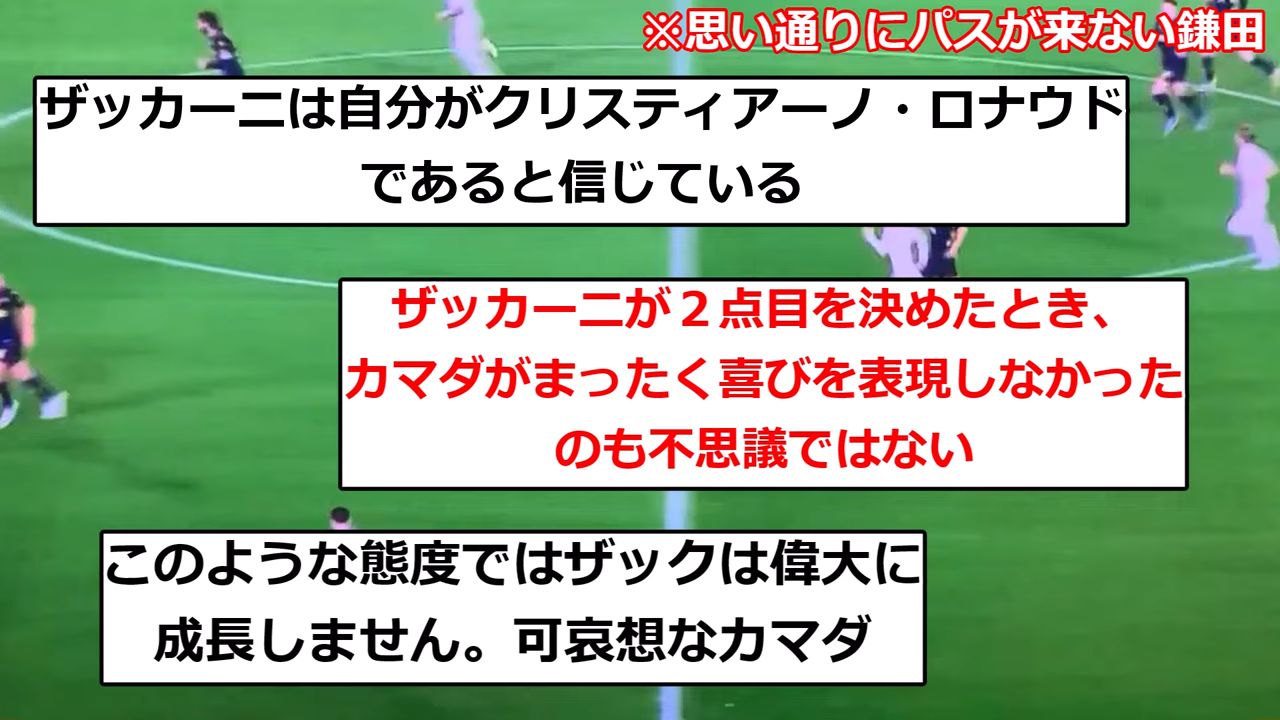 ※思い通りにパスが来ない鎌田
ザッカーニは自分がクリスティアーノ・ロナウド
であると信じている
ザッカーニが２点目を決めたとき、
カマダがまったく喜びを表現しなかった
のも不思議ではない
このような態度ではザックは偉大に
成長しません。可哀想なカマダ